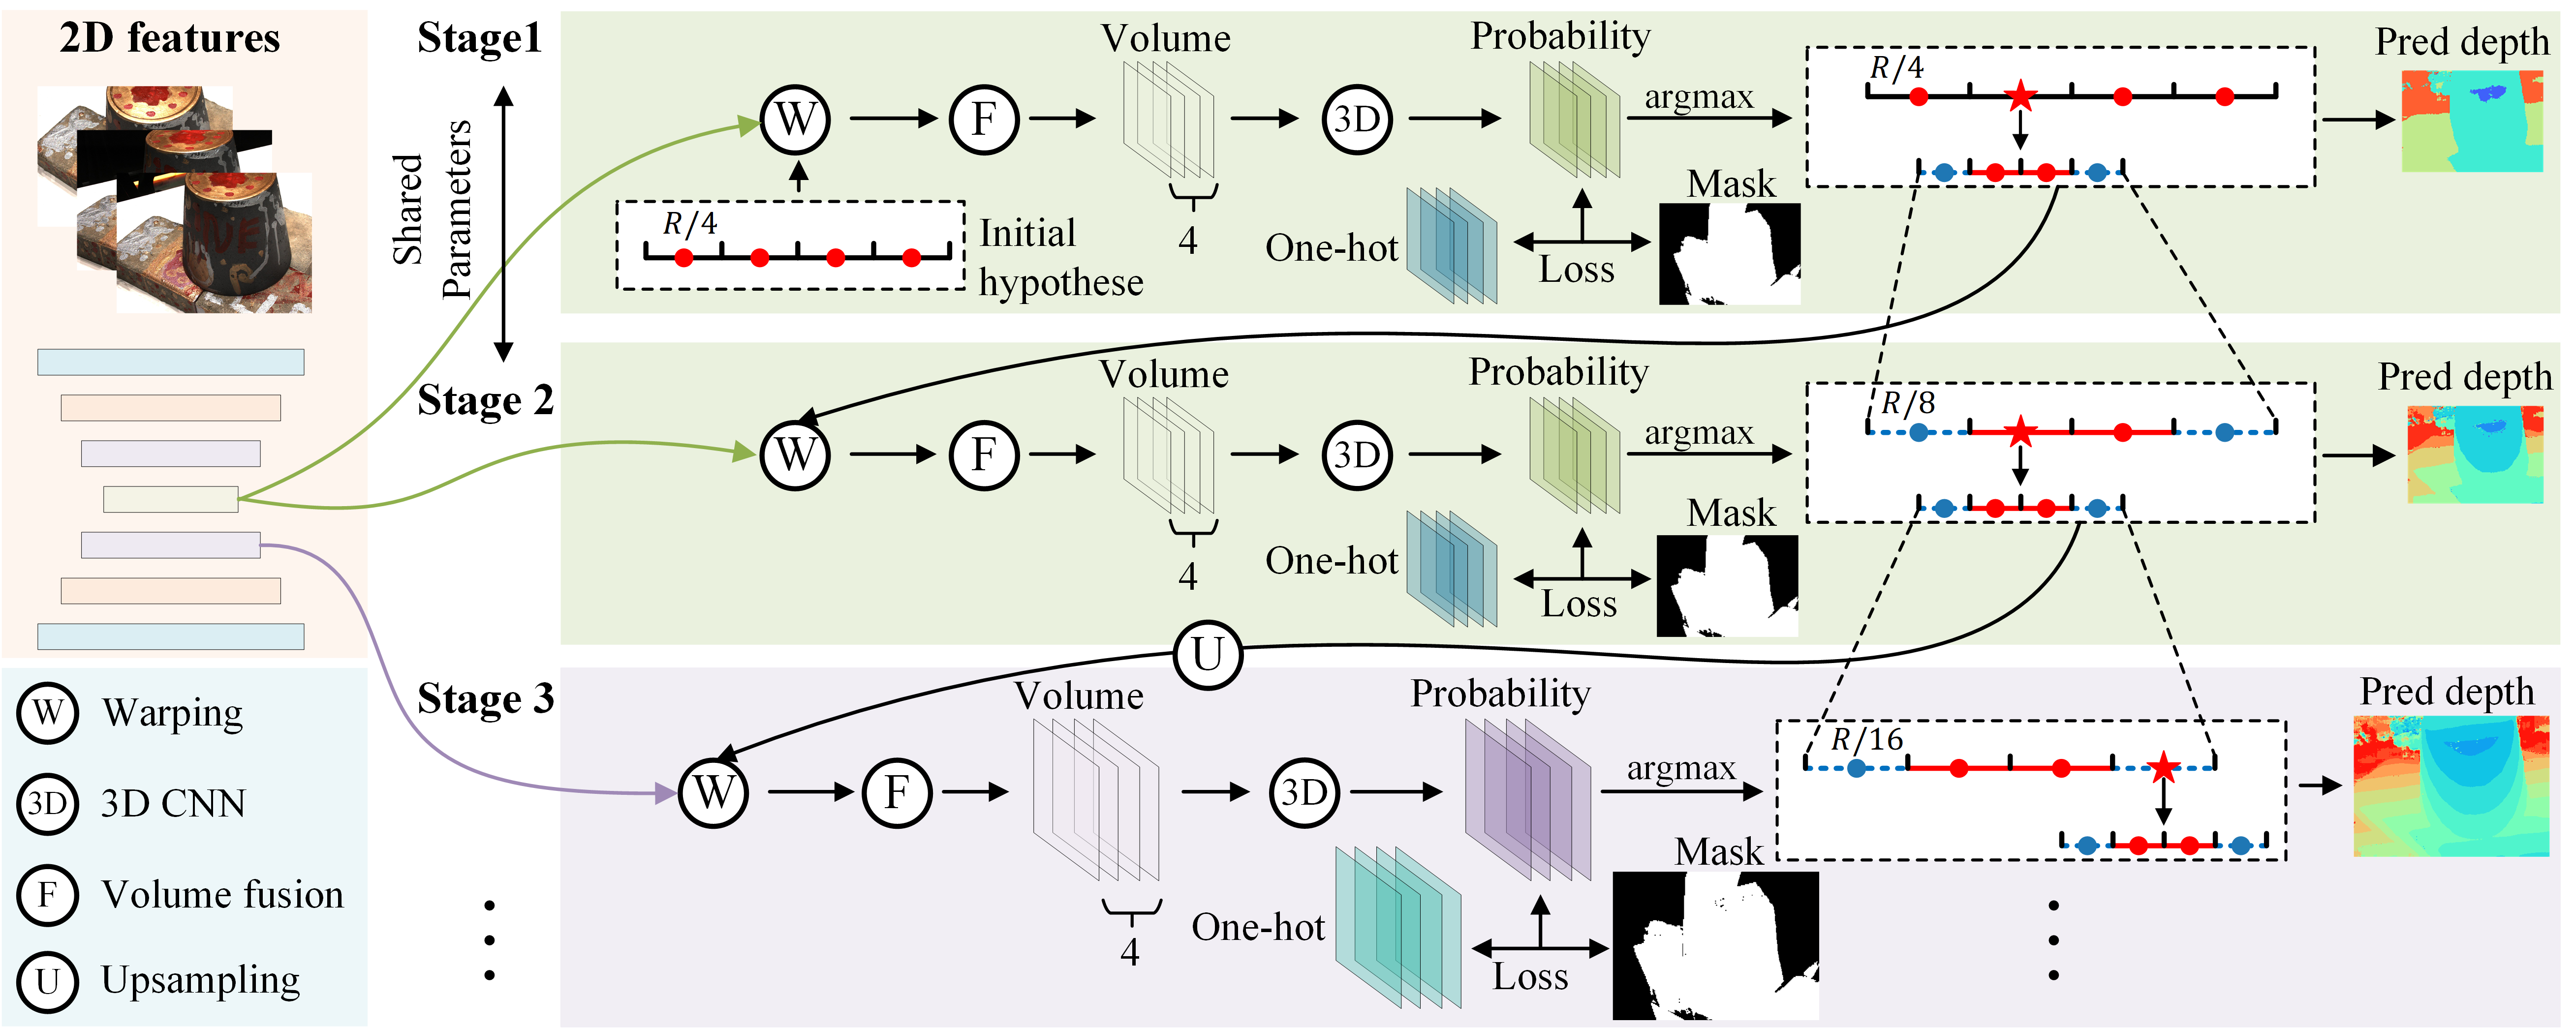 2D features
Stage1
Shared
Parameters
Volume
Probability
Pred depth
W
F
3D
argmax
R/4
4
R/4
Initial
hypothese
One-hot
Loss
Mask
Stage 2
Volume
Probability
Pred depth
W
F
3D
argmax
R/8
4
One-hot
Loss
Mask
U
Stage 3
Volume
Probability
Pred depth
W
F
3D
argmax
R/16
4
One-hot
Loss
Mask
W Warping
3D 3D CNN
F Volume fusion
U Upsampling